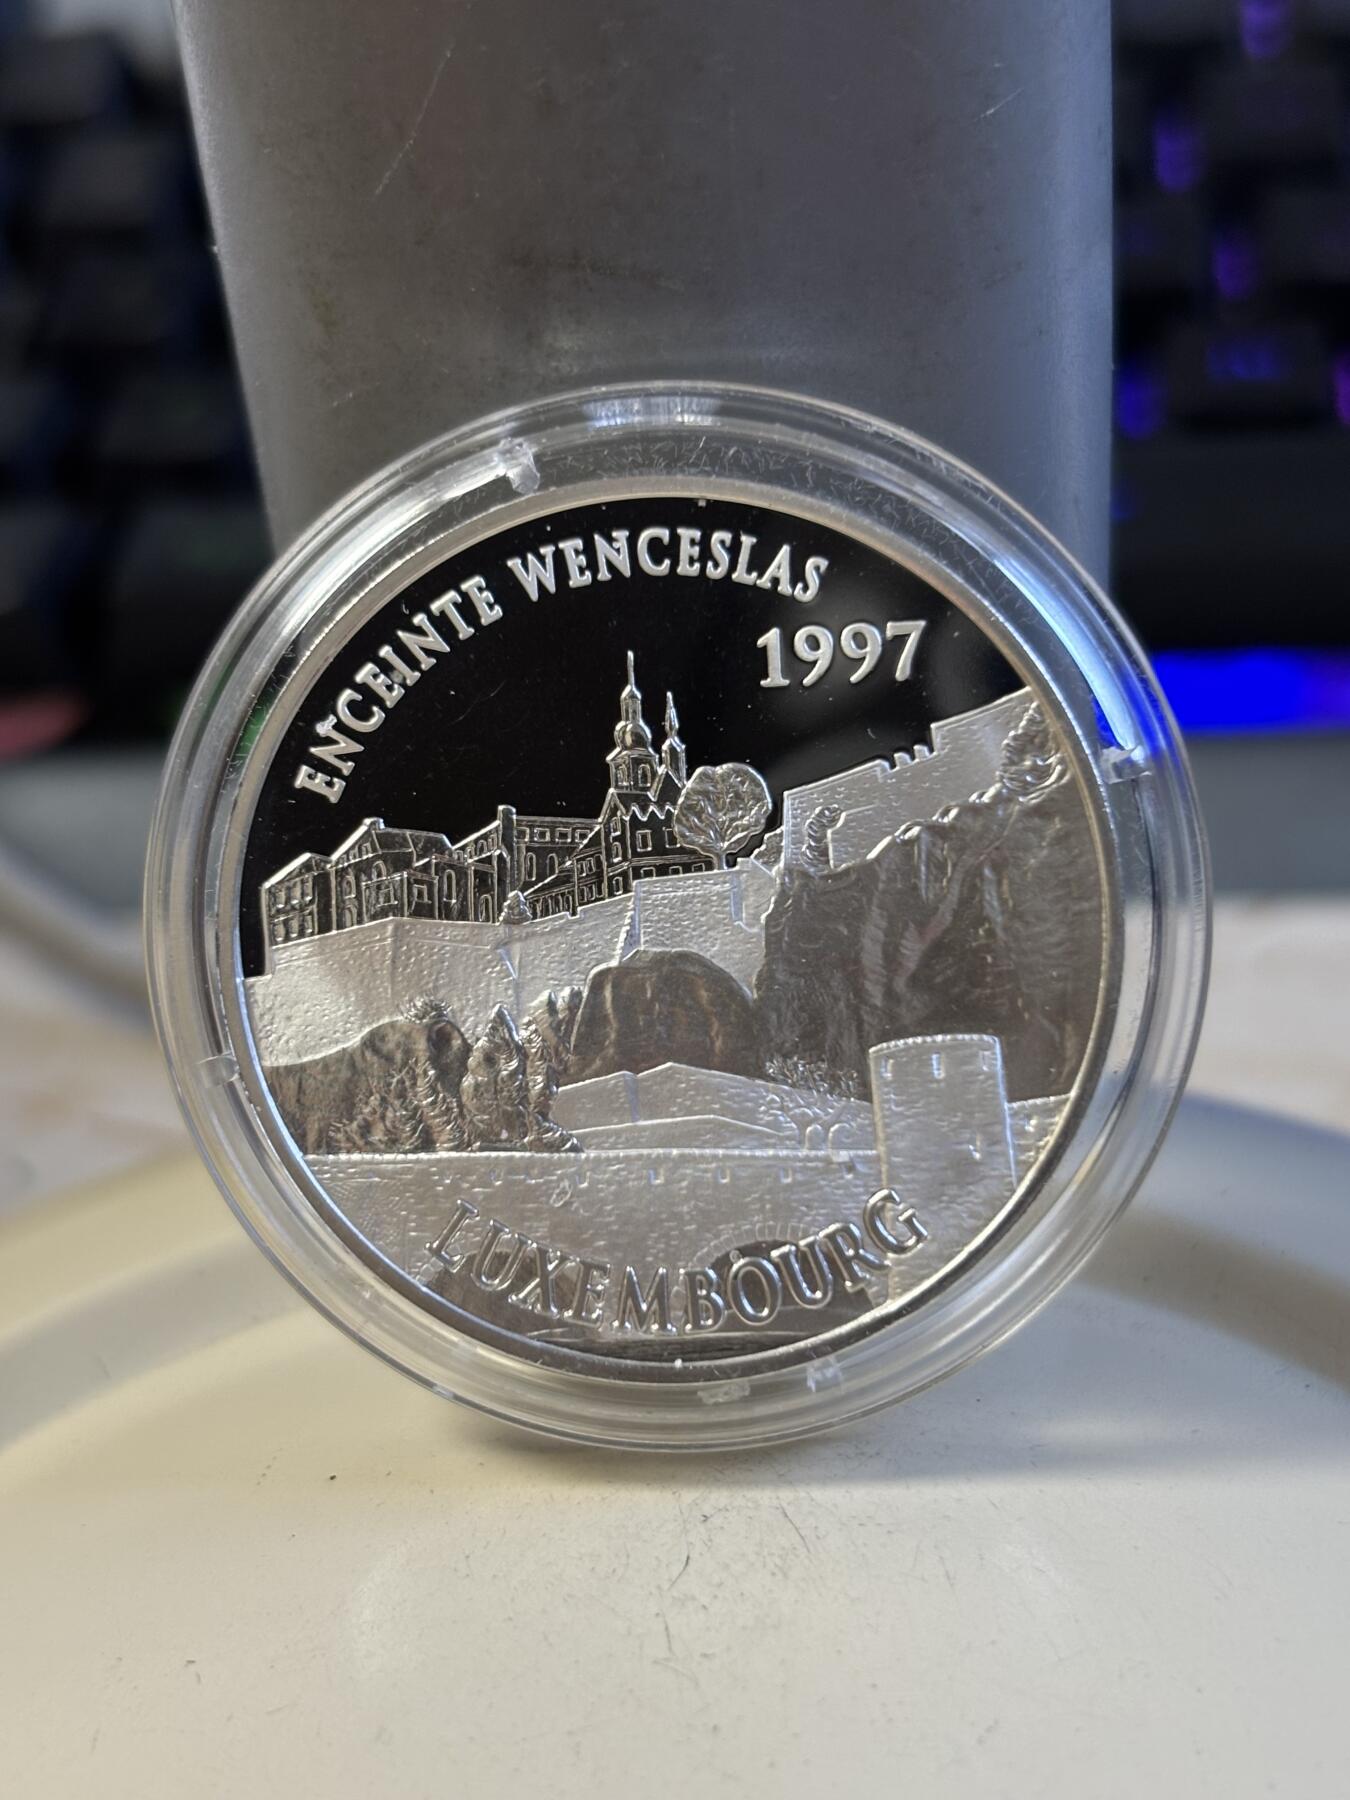 ENCEINTE WENCESLAS
1997
LUXEMBOURG